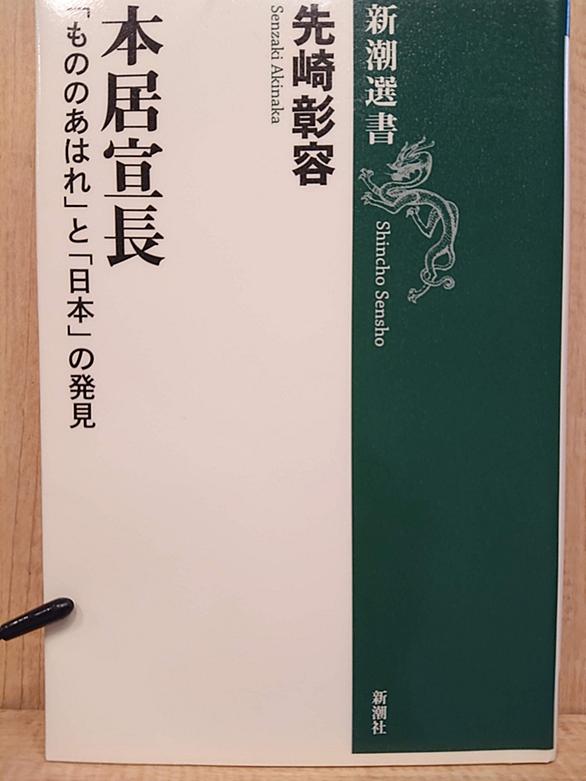 新潮選書
Shincho Sensho
先崎彰容
Senzaki Akinaka
本居宣長
「もののあはれ」と「日本」の発見
新潮社